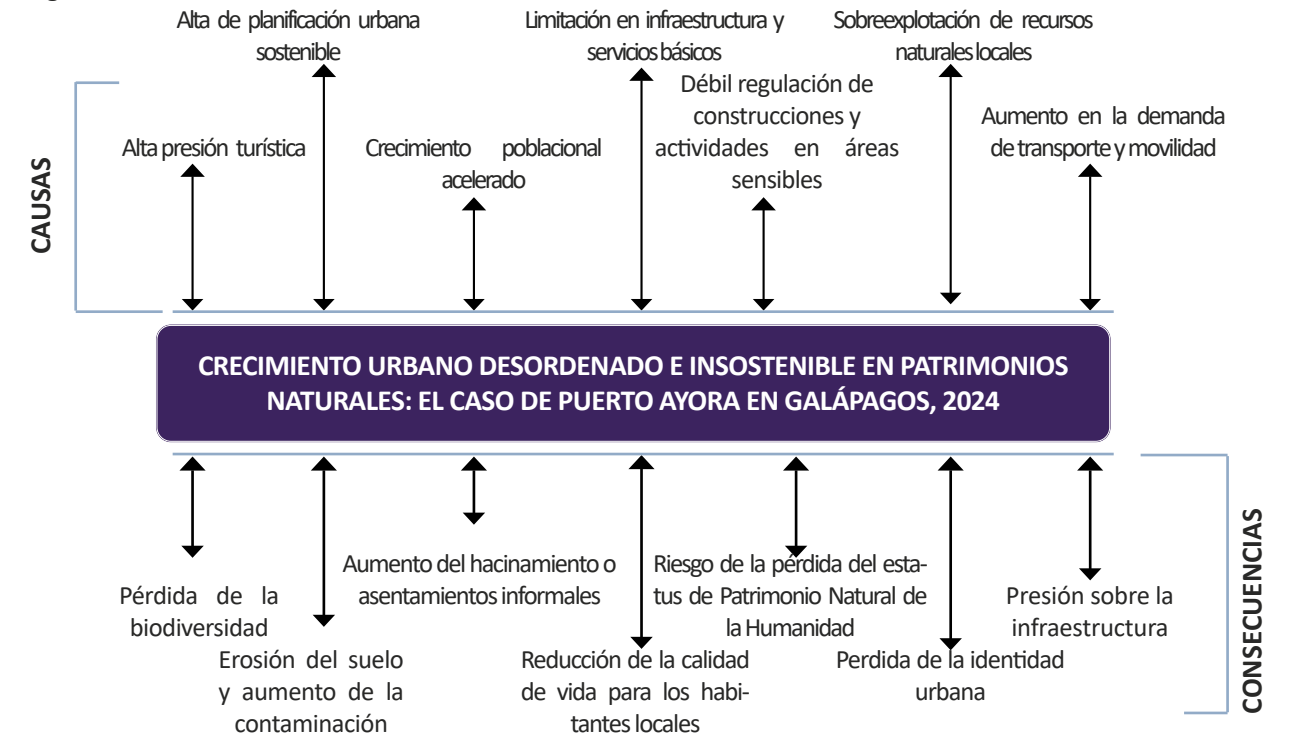 Alta de planificación urbana
sostenible
Limitación en infraestructura y
servicios básicos
Sobreexplotación de recursos
naturales locales
Alta presión turística
Crecimiento poblacional
acelerado
Débil regulación de
construcciones y
actividades en áreas
sensibles
Aumento en la demanda
de transporte y movilidad
CAUSAS
CRECIMIENTO URBANO DESORDENADO E INSOSTENIBLE EN PATRIMONIOS
NATURALES: EL CASO DE PUERTO AYORA EN GALÁPAGOS, 2024
Pérdida de la
biodiversidad
Erosión del suelo
y aumento de la
contaminación
Aumento del hacinamiento o
asentamientos informales
Reducción de la calidad
de vida para los habi-
tantes locales
Riesgo de la pérdida del esta-
tus de Patrimonio Natural de
la Humanidad
Perdida de la identidad
urbana
Presión sobre la
infraestructura
CONSECUENCIAS